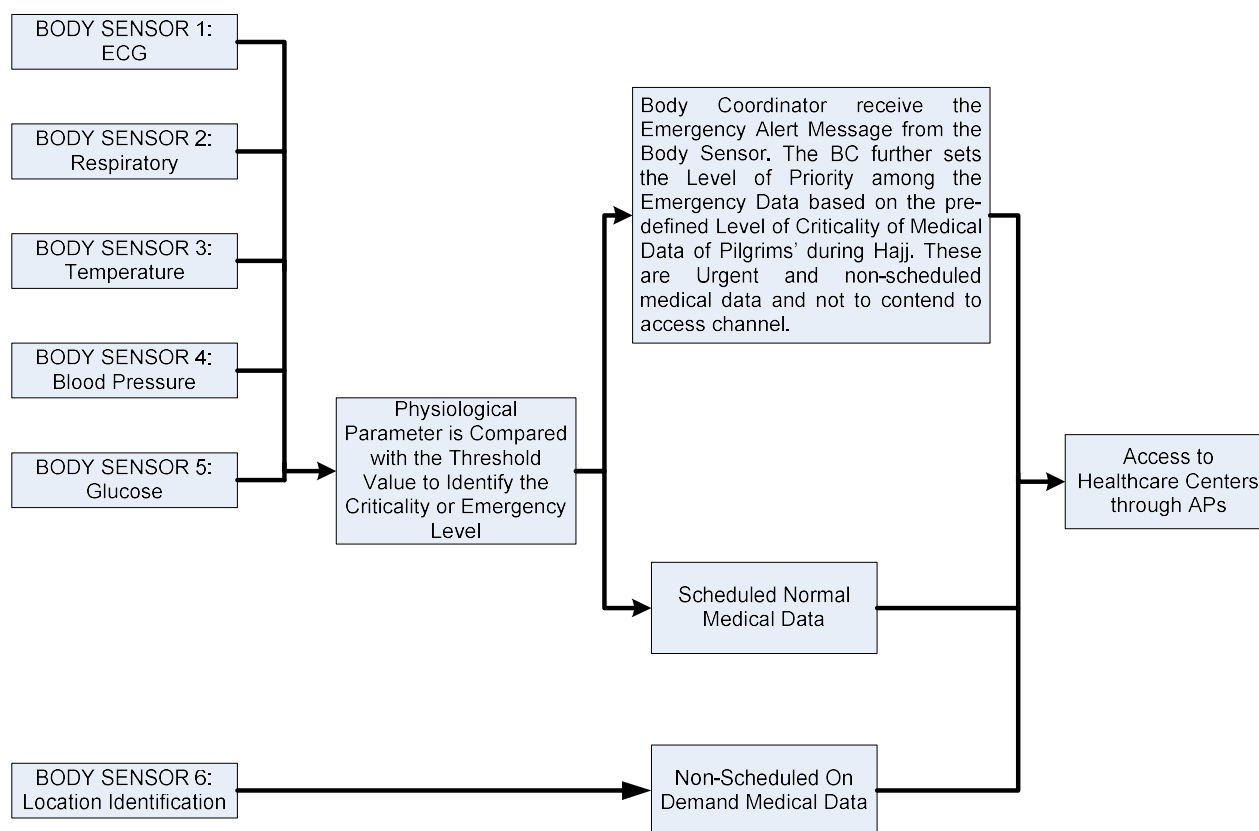 BODY SENSOR 1:
ECG
BODY SENSOR 2:
Respiratory
BODY SENSOR 3:
Temperature
BODY SENSOR 4:
Blood Pressure
BODY SENSOR 5:
Glucose
BODY SENSOR 6:
Location Identification
Physiological
Parameter is Compared
with the Threshold
Value to Identify the
Criticality or Emergency
Level
Body Coordinator receive the
Emergency Alert Message from the
Body Sensor. The BC further sets
the Level of Priority among the
Emergency Data based on the pre-
defined Level of Criticality of Medical
Data of Pilgrims' during Hajj. These
are Urgent and non-scheduled
medical data and not to contend to
access channel.
Scheduled Normal
Medical Data
Non-Scheduled On
Demand Medical Data
Access to
Healthcare Centers
through APs